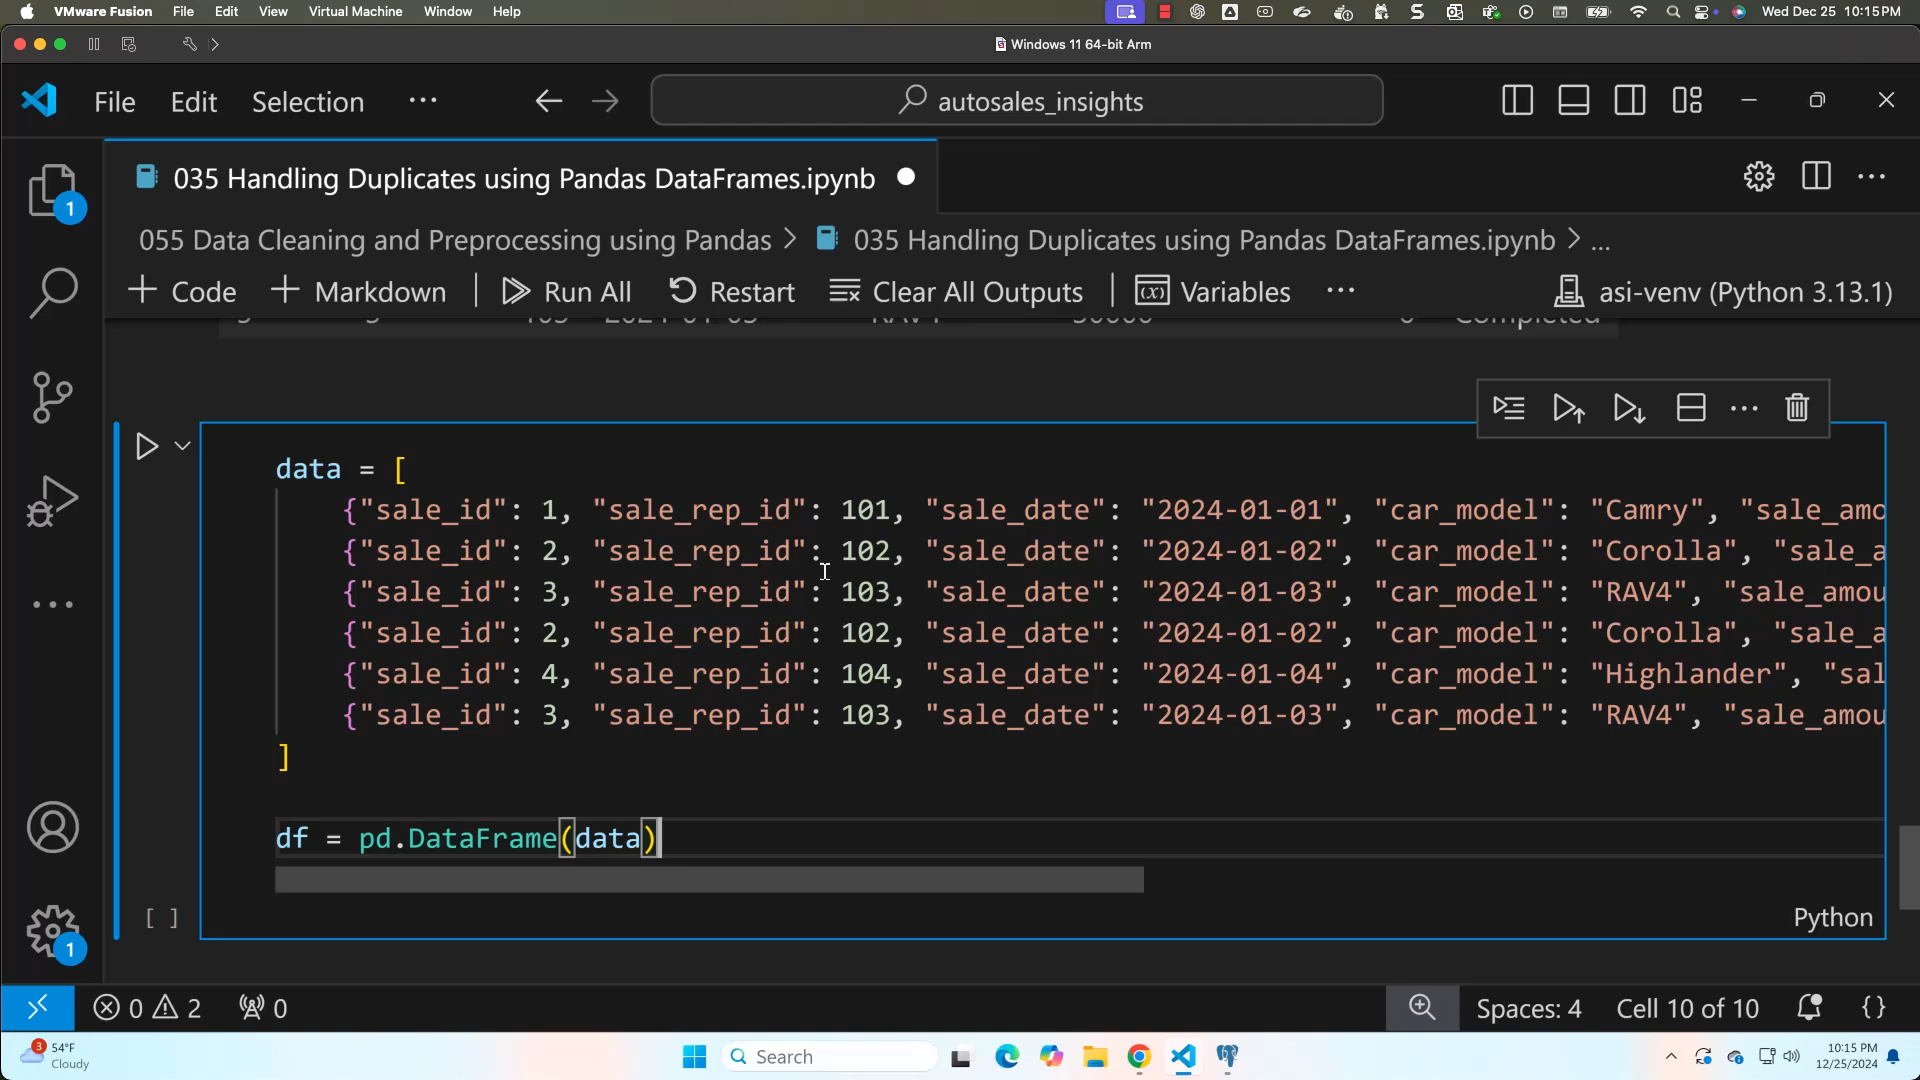 VMware Fusion File Edit View Virtual Machine Window Help Wed Dec 25 10:15 PM
Windows 11 64-bit Arm
File Edit Selection ··· autosales_insights
035 Handling Duplicates using Pandas DataFrames.ipynb
055 Data Cleaning and Preprocessing using Pandas > 035 Handling Duplicates using Pandas DataFrames.ipynb > ...
+ Code + Markdown Run All Restart Clear All Outputs Variables ··· asi-venv (Python 3.13.1)
data = [
{"sale_id": 1, "sale_rep_id": 101, "sale_date": "2024-01-01", "car_model": "Camry", "sale_amo
{"sale_id": 2, "sale_rep_id": 102, "sale_date": "2024-01-02", "car_model": "Corolla", "sale_a
{"sale_id": 3, "sale_rep_id": 103, "sale_date": "2024-01-03", "car_model": "RAV4", "sale_amou
{"sale_id": 2, "sale_rep_id": 102, "sale_date": "2024-01-02", "car_model": "Corolla", "sale_a
{"sale_id": 4, "sale_rep_id": 104, "sale_date": "2024-01-04", "car_model": "Highlander", "sal
{"sale_id": 3, "sale_rep_id": 103, "sale_date": "2024-01-03", "car_model": "RAV4", "sale_amou
]
df = pd.DataFrame(data)
[ ] Python
1
1
0 2 0 Spaces: 4 Cell 10 of 10 {}
3 54°F
Cloudy
Search
10:15 PM
12/25/2024